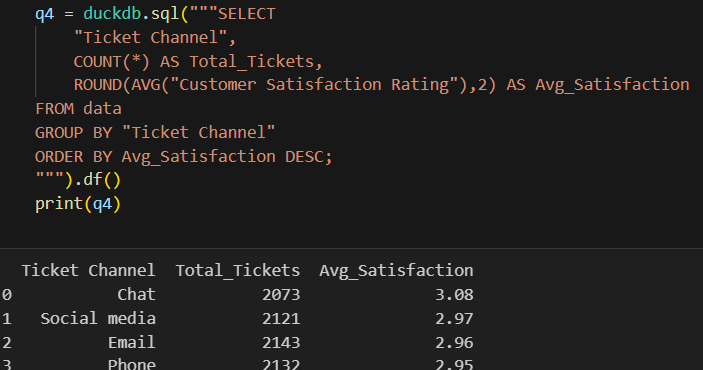 q4 = duckdb.sql("""SELECT
"Ticket Channel",
COUNT(*) AS Total_Tickets,
ROUND(AVG("Customer Satisfaction Rating"),2) AS Avg_Satisfaction
FROM data
GROUP BY "Ticket Channel"
ORDER BY Avg_Satisfaction DESC;
""").df()
print(q4)
Ticket Channel Total_Tickets Avg_Satisfaction
0 Chat 2073 3.08
1 Social media 2121 2.97
2 Email 2143 2.96
3 Phone 2132 2.95